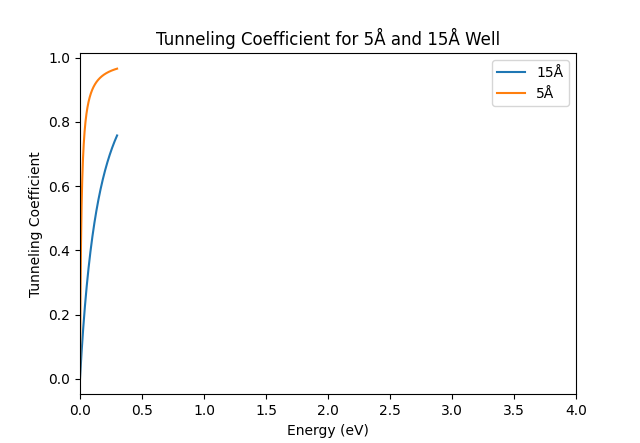 Tunneling Coefficient for 5Å and 15Å Well
1.0
0.8
0.6
0.4
0.2
0.0
Tunneling Coefficient
15Å
5Å
0.0 0.5 1.0 1.5 2.0 2.5 3.0 3.5 4.0
Energy (eV)